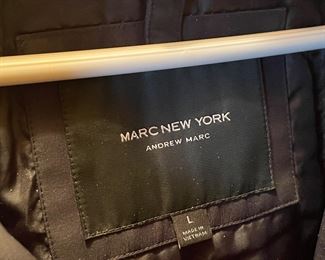 MARC NEW YORK
ANDREW MARC
L
MADE IN
VIETNAM